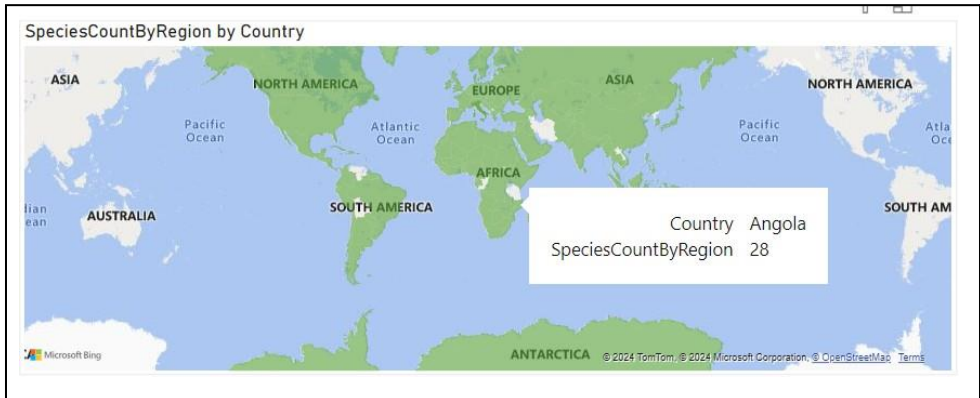 SpeciesCountByRegion by Country
ASIA
NORTH AMERICA
EUROPE
ASIA
NORTH AMERICA
Pacific
Ocean
Atlantic
Ocean
Pacific
Ocean
Atla
Oce
AFRICA
SOUTH AMERICA
SOUTH AM
dian
ean
AUSTRALIA
Country Angola
SpeciesCountByRegion 28
Microsoft Bing
ANTARCTICA
© 2024 TomTom, © 2024 Microsoft Corporation, © OpenStreetMap Terms